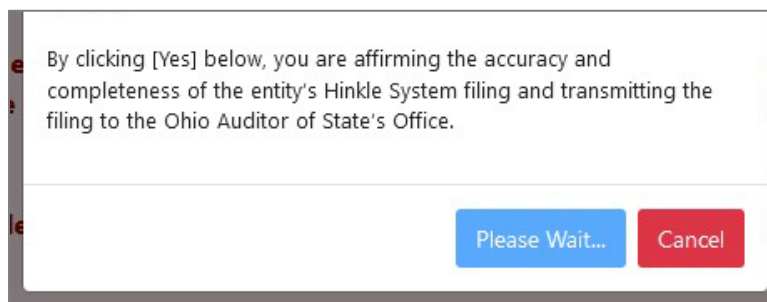 By clicking [Yes] below, you are affirming the accuracy and
completeness of the entity's Hinkle System filing and transmitting the
filing to the Ohio Auditor of State's Office.
Please Wait... Cancel